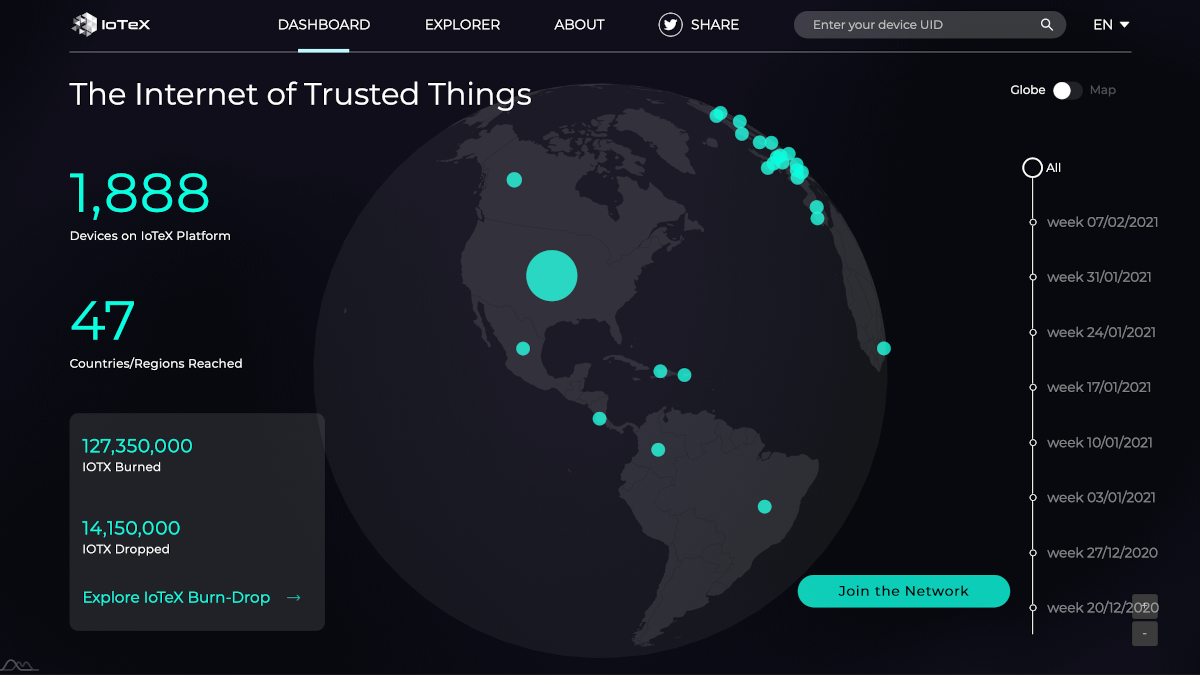 IoTeX
DASHBOARD
EXPLORER
ABOUT
SHARE
Enter your device UID
EN
The Internet of Trusted Things
Globe
Map
1,888
Devices on IoTeX Platform
47
Countries/Regions Reached
127,350,000
IOTX Burned
14,150,000
IOTX Dropped
Explore IoTeX Burn-Drop →
All
week 07/02/2021
week 31/01/2021
week 24/01/2021
week 17/01/2021
week 10/01/2021
week 03/01/2021
week 27/12/2020
week 20/12/2020
Join the Network
+
-